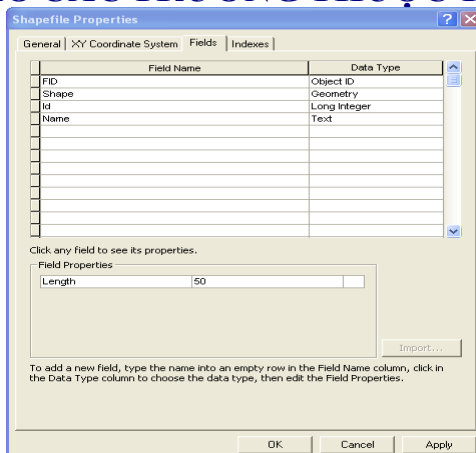 Shapefile Properties
General XY Coordinate System Fields Indexes
Field Name Data Type
FID Object ID
Shape Geometry
Id Long Integer
Name Text
Click any field to see its properties.
Field Properties
Length 50
Import...
To add a new field, type the name into an empty row in the Field Name column, click in
the Data Type column to choose the data type, then edit the Field Properties.
OK Cancel Apply